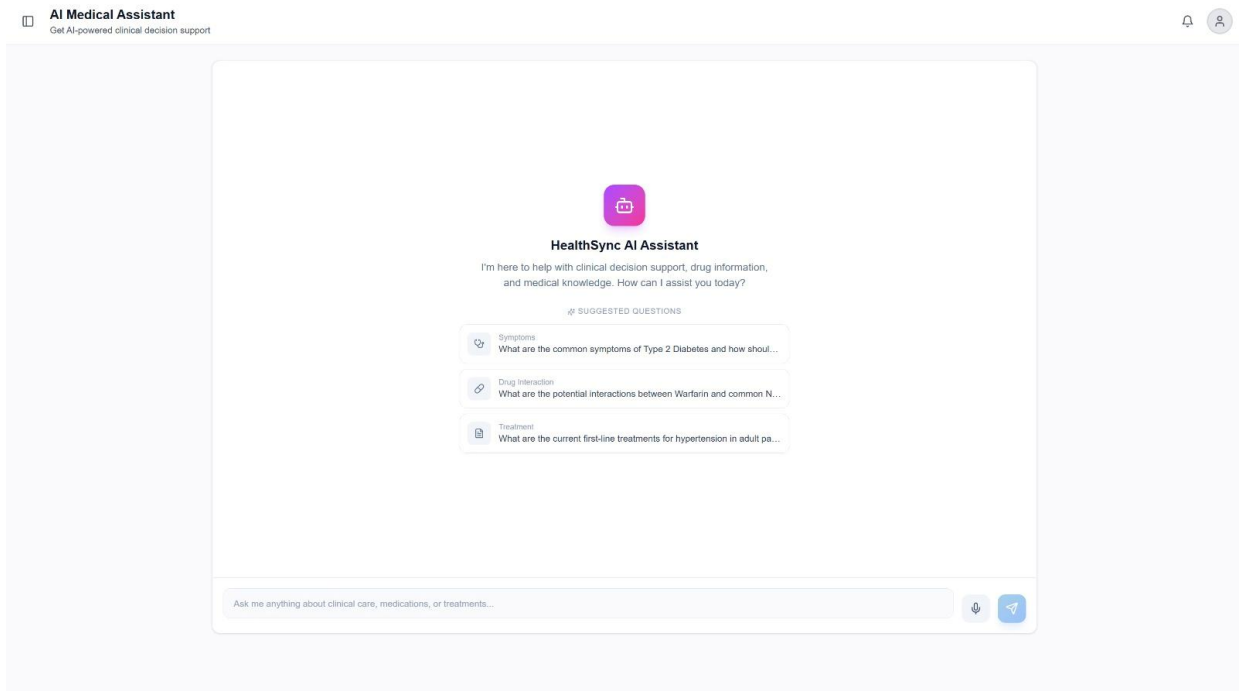 AI Medical Assistant
Get AI-powered clinical decision support
HealthSync AI Assistant
I'm here to help with clinical decision support, drug information,
and medical knowledge. How can I assist you today?
SUGGESTED QUESTIONS
Symptoms
What are the common symptoms of Type 2 Diabetes and how shoul...
Drug Interaction
What are the potential interactions between Warfarin and common N...
Treatment
What are the current first-line treatments for hypertension in adult pa...
Ask me anything about clinical care, medications, or treatments...